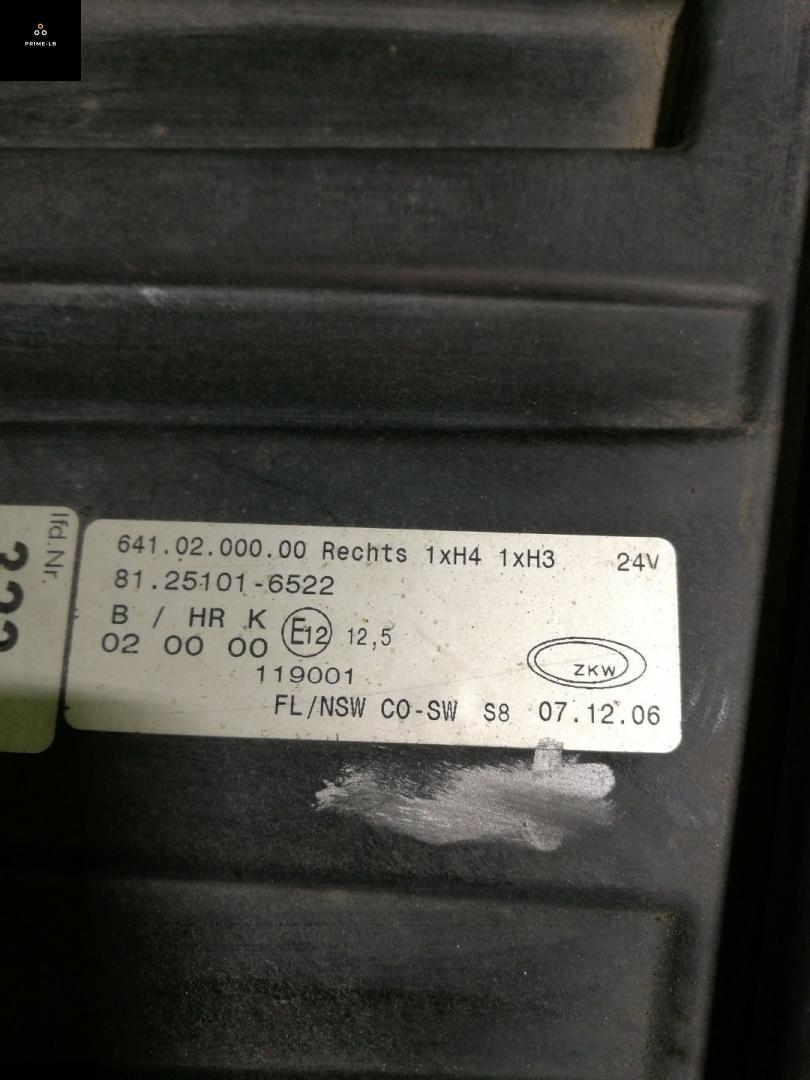 PRIME-LB
lfd.Nr.
641.02.000.00 Rechts 1xH4 1xH3 24V
81.25101-6522
B / HR K
02 00 00 E12 12,5
119001
ZKW
FL/NSW CO-SW S8 07.12.06